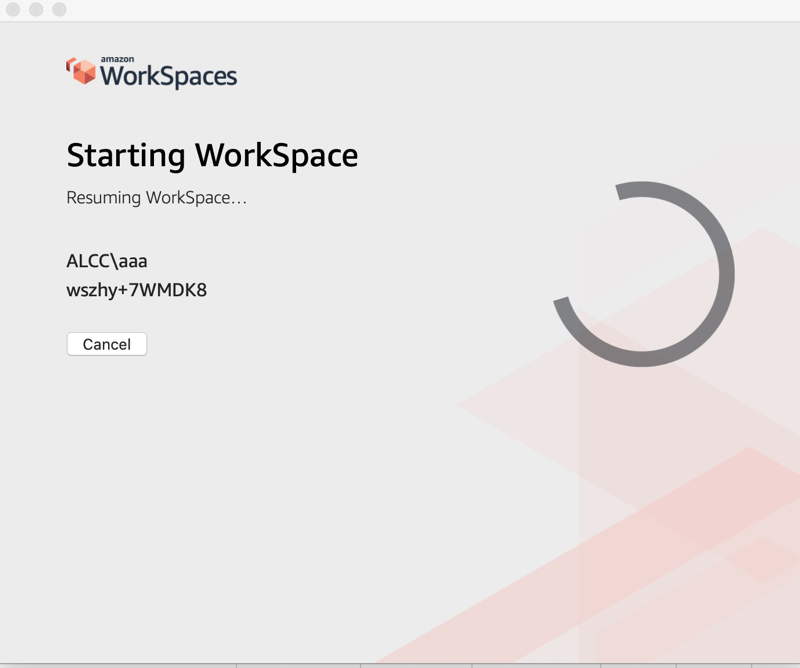 amazon
WorkSpaces
Starting WorkSpace
Resuming WorkSpace...
ALCC\aaa
wszhy+7WMDK8
Cancel